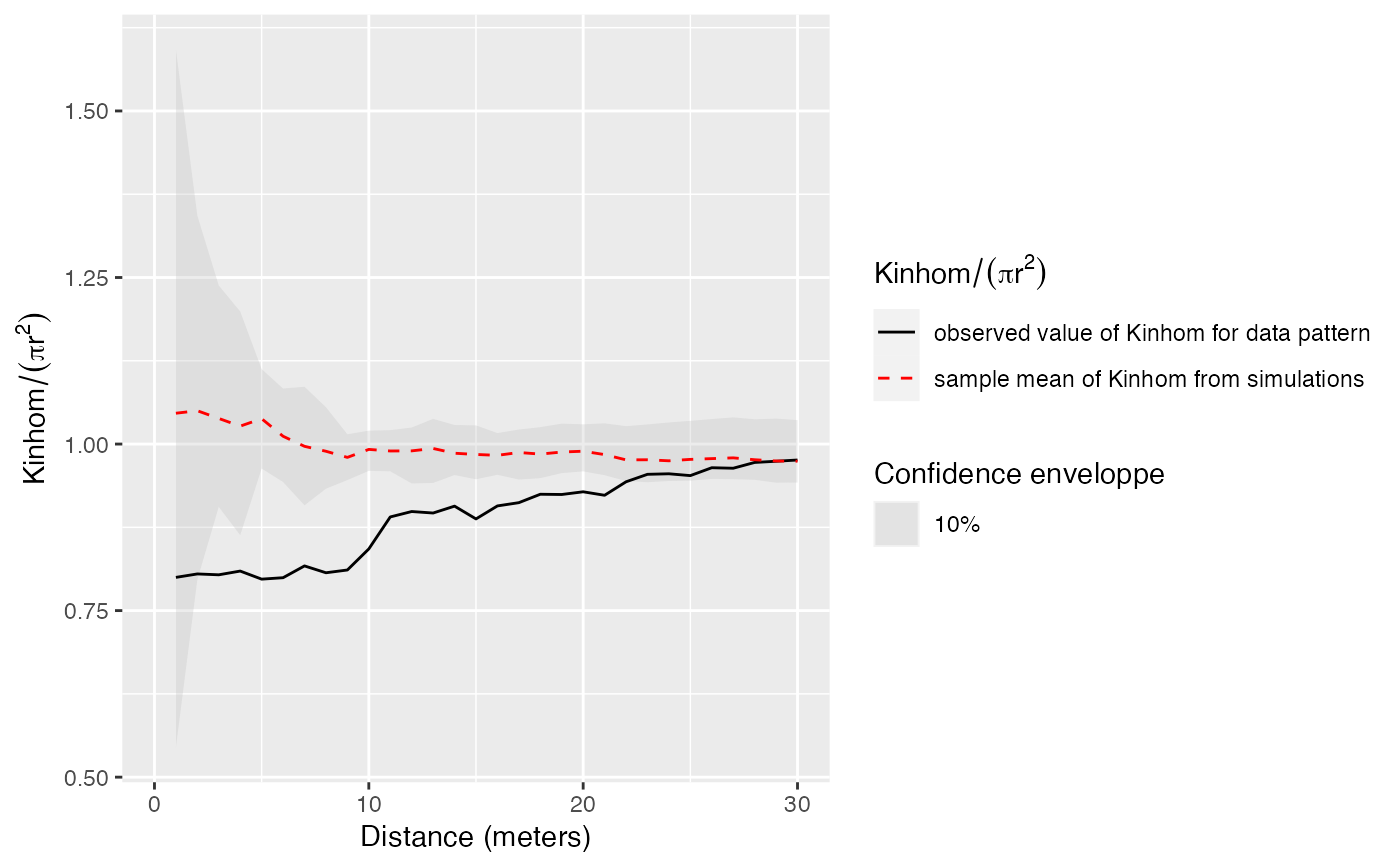 Kinhom/(πr²)
1.50
1.25
1.00
0.75
0.50
0
10
20
30
Distance (meters)
Kinhom/(πr²)
observed value of Kinhom for data pattern
sample mean of Kinhom from simulations
Confidence enveloppe
10%